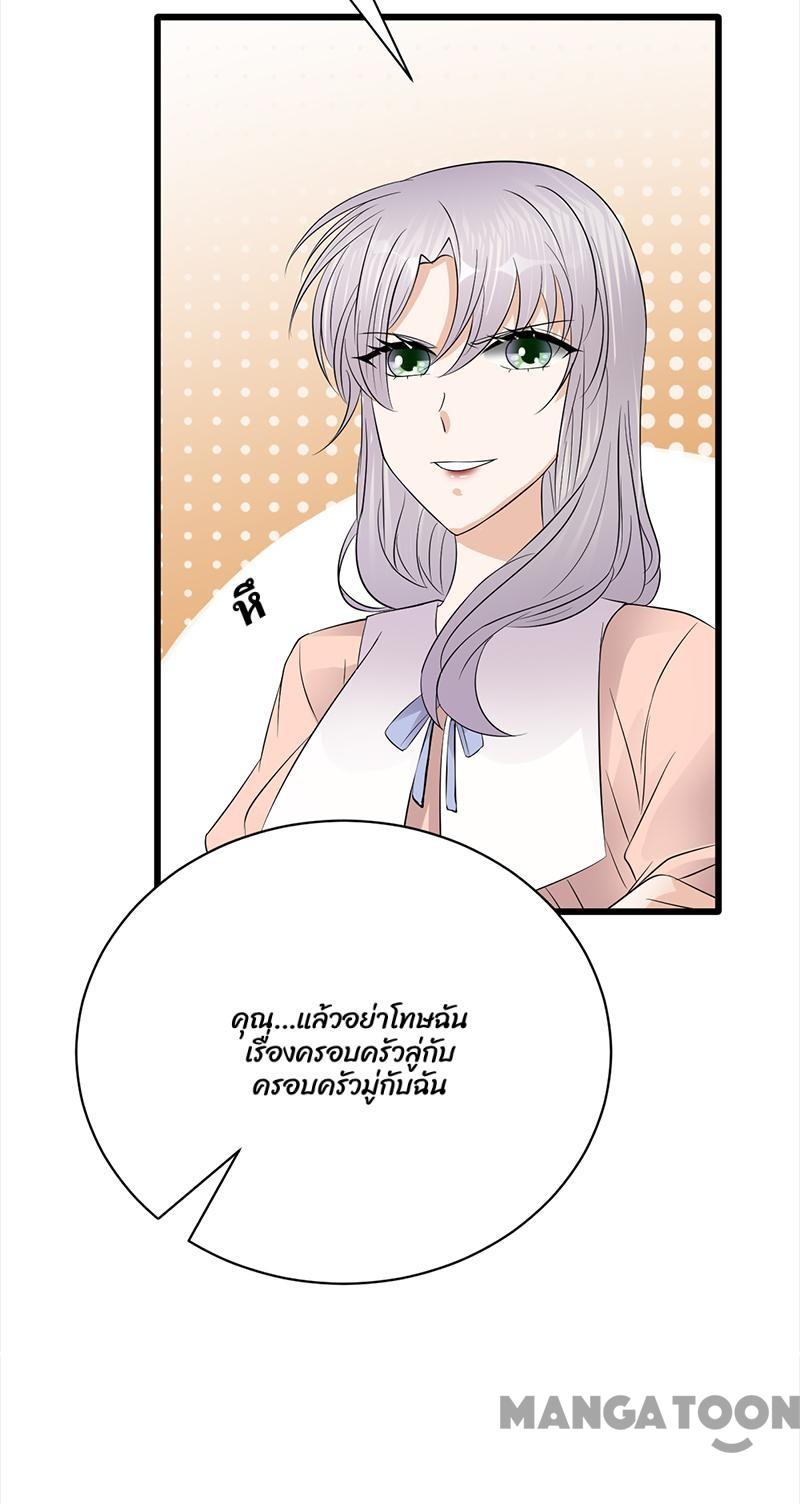 หึ
คุณ...แล้วอย่าโทษฉัน
เรื่องครอบครัวลู่กับ
ครอบครัวมู่กับฉัน
MANGATOON